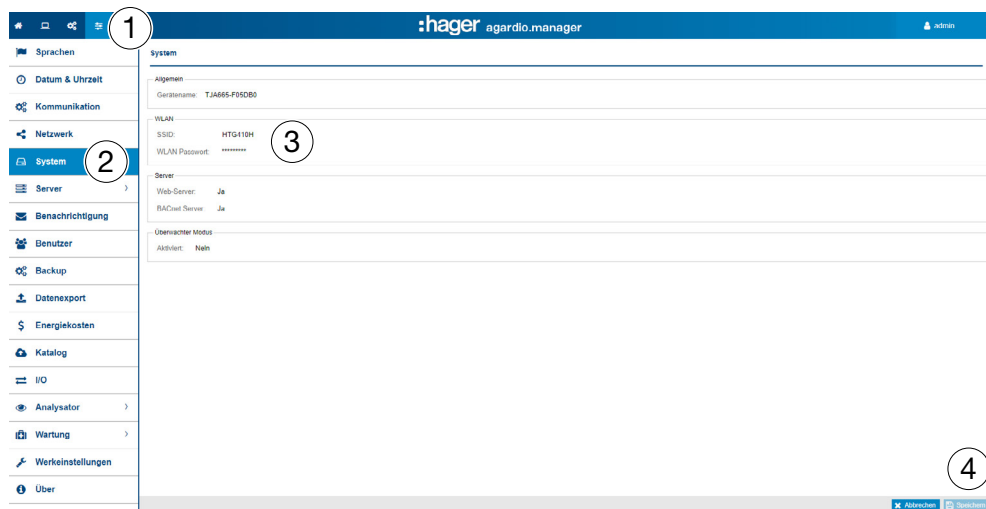 :hager agardio.manager
admin
1
Sprachen
Datum & Uhrzeit
Kommunikation
Netzwerk
System
2
Server
Benachrichtigung
Benutzer
Backup
Datenexport
Energiekosten
Katalog
I/O
Analysator
Wartung
Werkeinstellungen
Über
System
Allgemein
Gerätename: TJA665-F05DB0
WLAN
SSID: HTG410H
WLAN Passwort: *********
3
Server
Web-Server: Ja
BACnet Server: Ja
Überwachter Modus
Aktiviert: Nein
4
Abbrechen Speichern